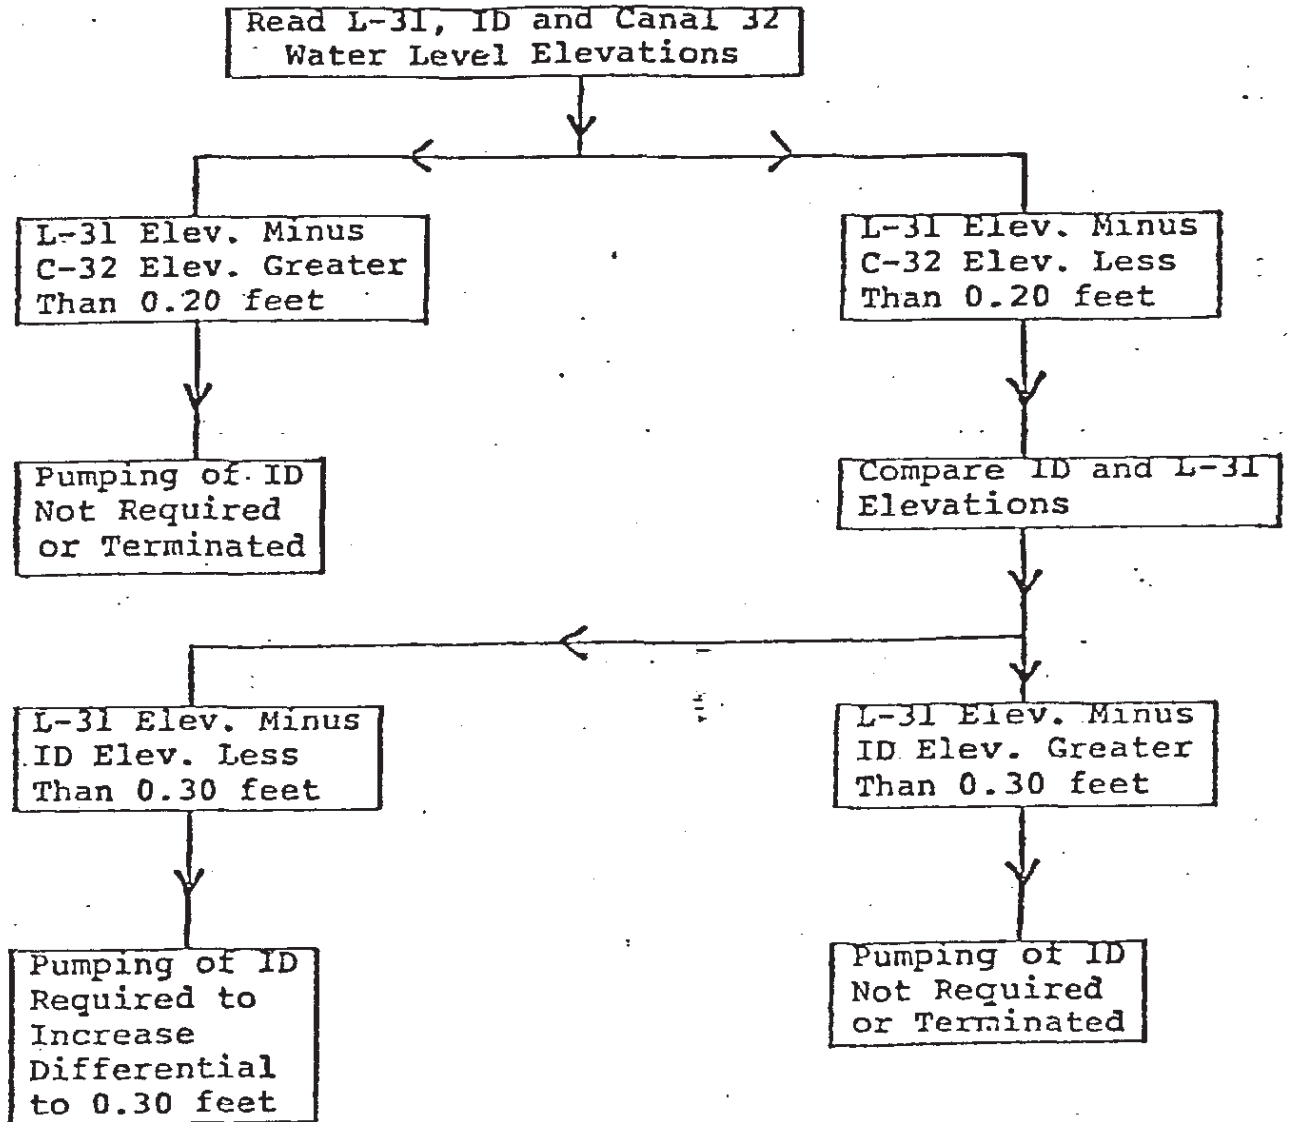 Read L-31, ID and Canal 32
Water Level Elevations
L-31 Elev. Minus
C-32 Elev. Greater
Than 0.20 feet
L-31 Elev. Minus
C-32 Elev. Less
Than 0.20 feet
Pumping of ID
Not Required
or Terminated
Compare ID and L-31
Elevations
L-31 Elev. Minus
ID Elev. Less
Than 0.30 feet
L-31 Elev. Minus
ID Elev. Greater
Than 0.30 feet
Pumping of ID
Required to
Increase
Differential
to 0.30 feet
Pumping of ID
Not Required
or Terminated